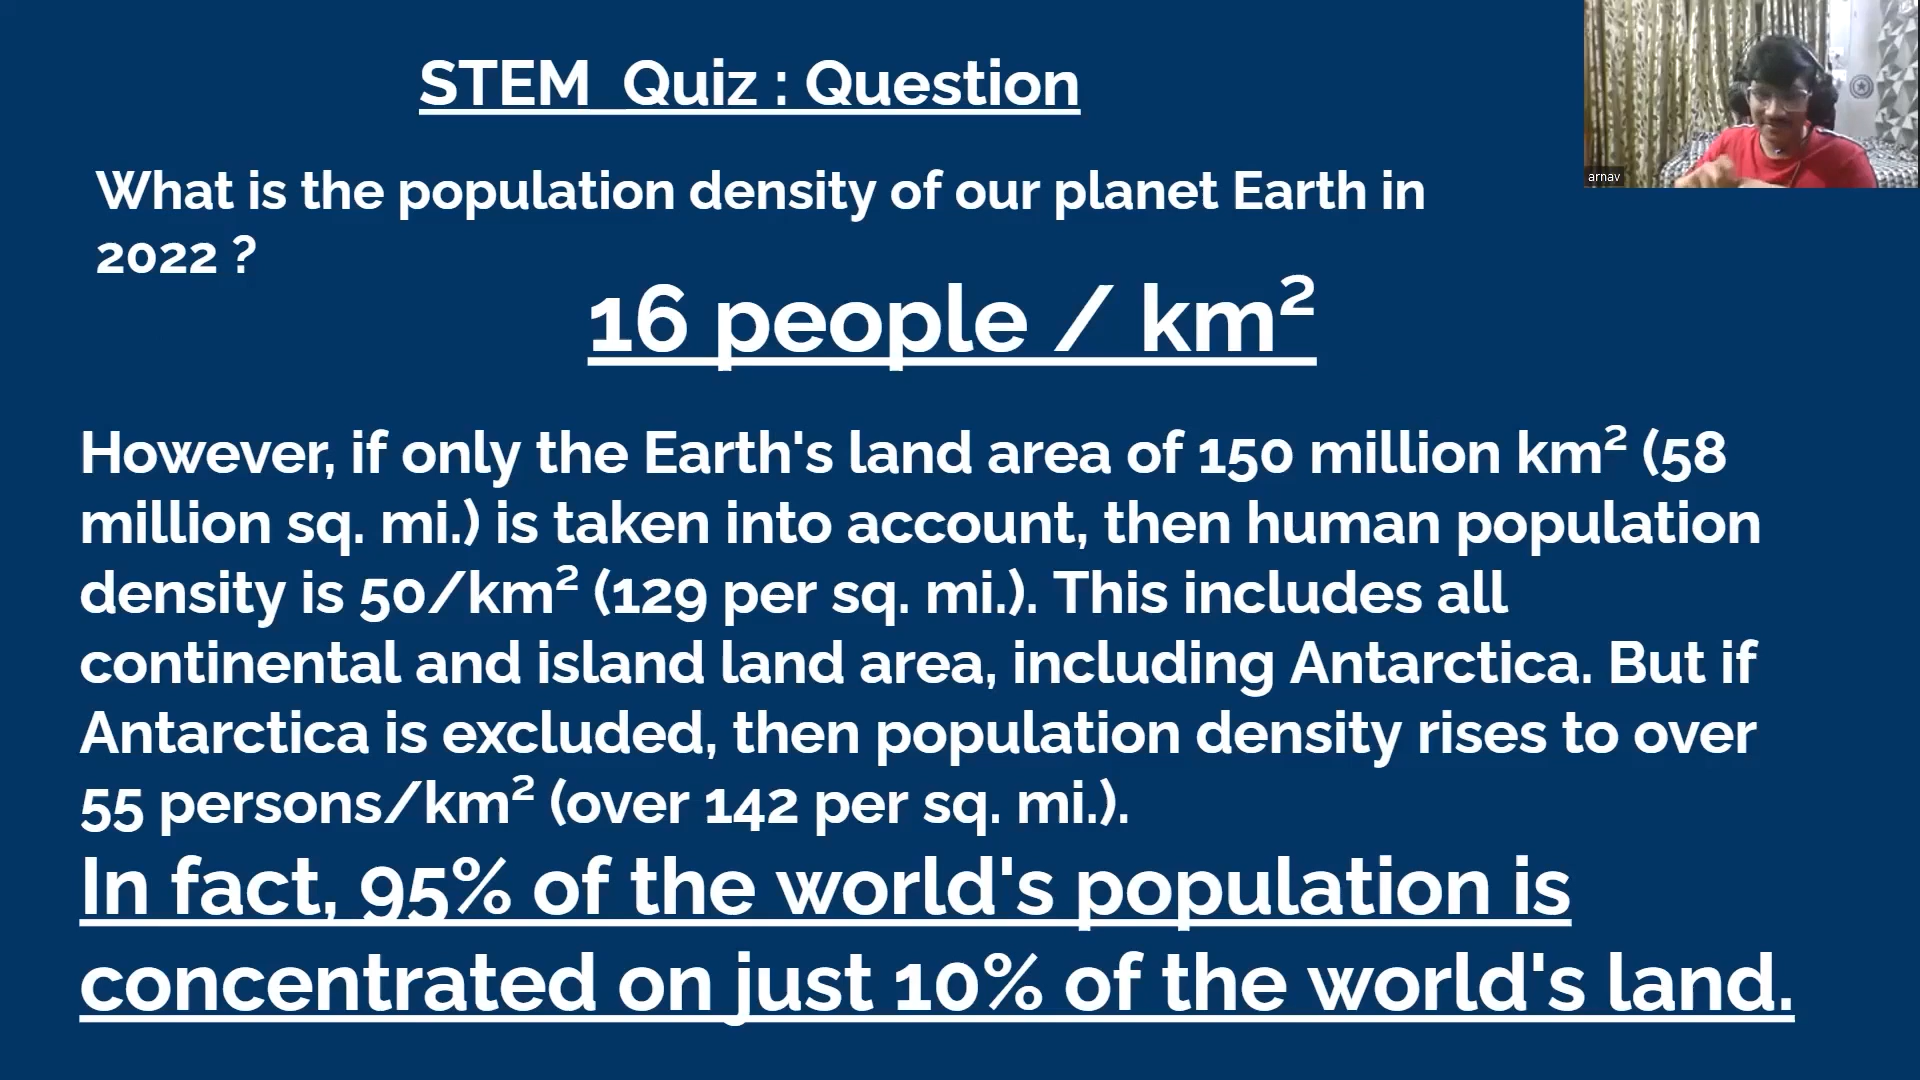 STEM  Quiz : Question
arnav
What is the population density of our planet Earth in
2022 ?
16 people / km²
However, if only the Earth's land area of 150 million km² (58
million sq. mi.) is taken into account, then human population
density is 50/km² (129 per sq. mi.). This includes all
continental and island land area, including Antarctica. But if
Antarctica is excluded, then population density rises to over
55 persons/km² (over 142 per sq. mi.).
In fact, 95% of the world's population is
concentrated on just 10% of the world's land.